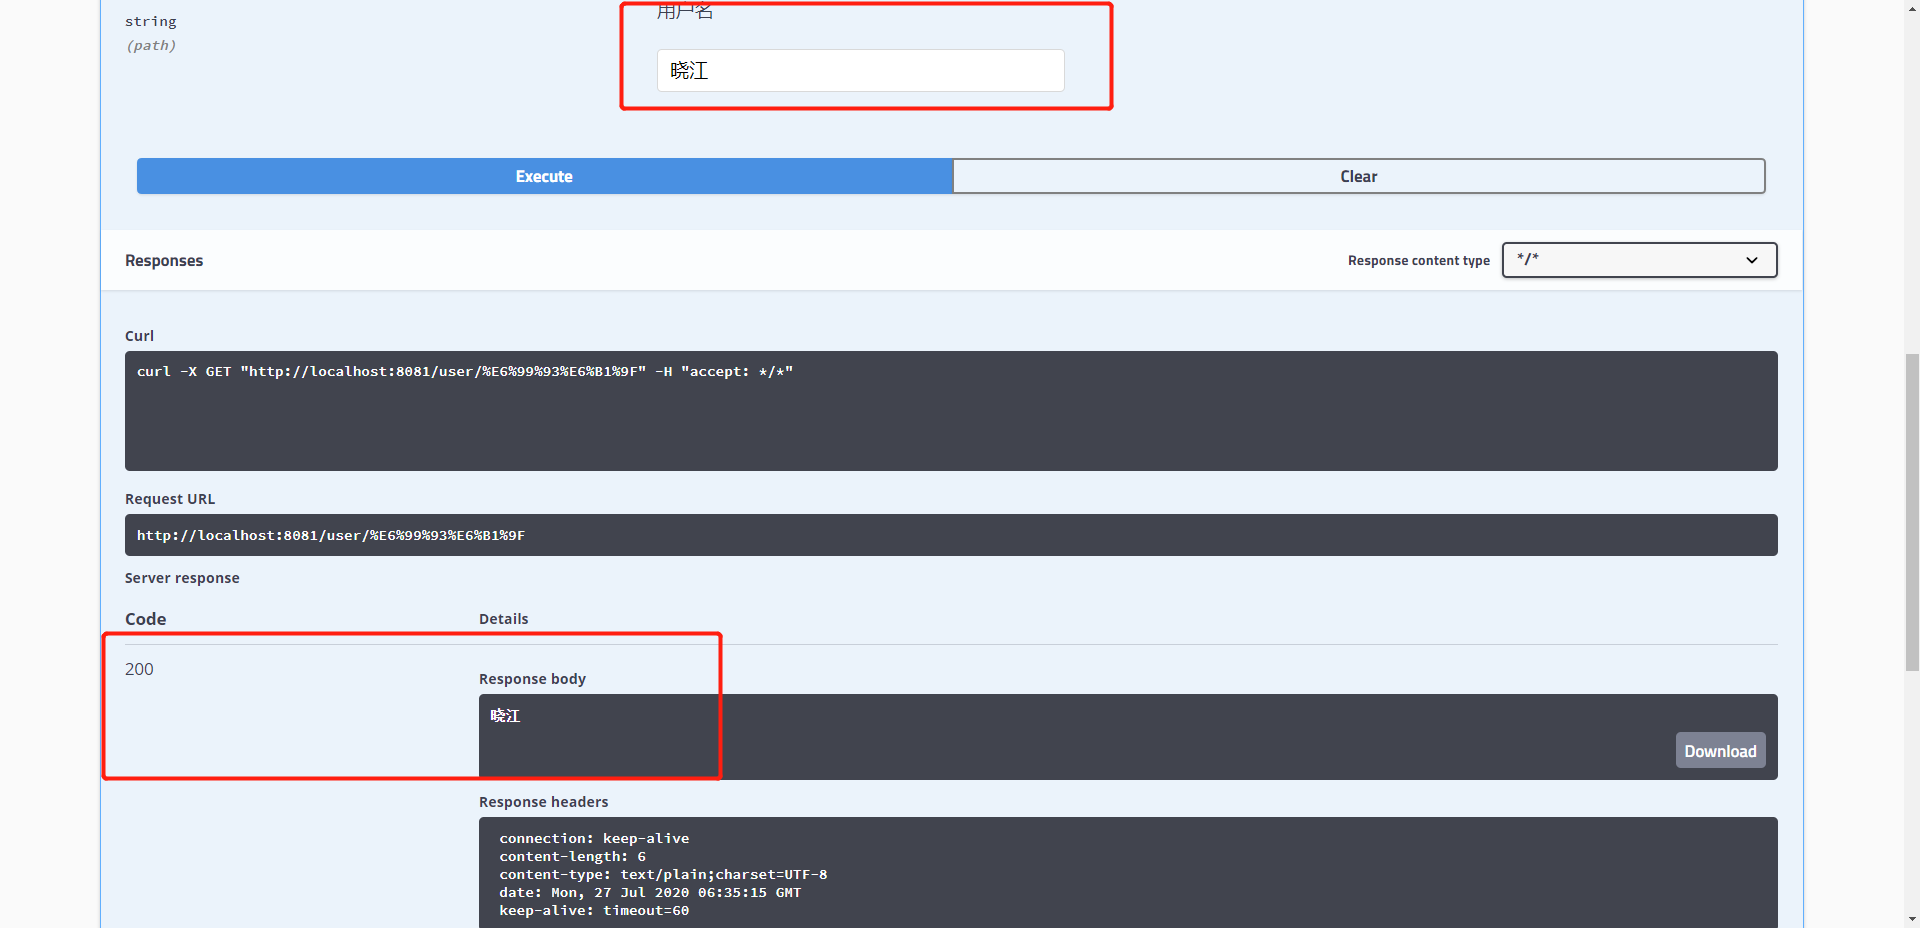 用户名
string
(path)
晓江
Execute
Clear
Responses
Response content type
*/*
Curl
curl -X GET "http://localhost:8081/user/%E6%99%93%E6%B1%9F" -H "accept: */*"
Request URL
http://localhost:8081/user/%E6%99%93%E6%B1%9F
Server response
Code
Details
200
Response body
晓江
Download
Response headers
connection: keep-alive
content-length: 6
content-type: text/plain;charset=UTF-8
date: Mon, 27 Jul 2020 06:35:15 GMT
keep-alive: timeout=60